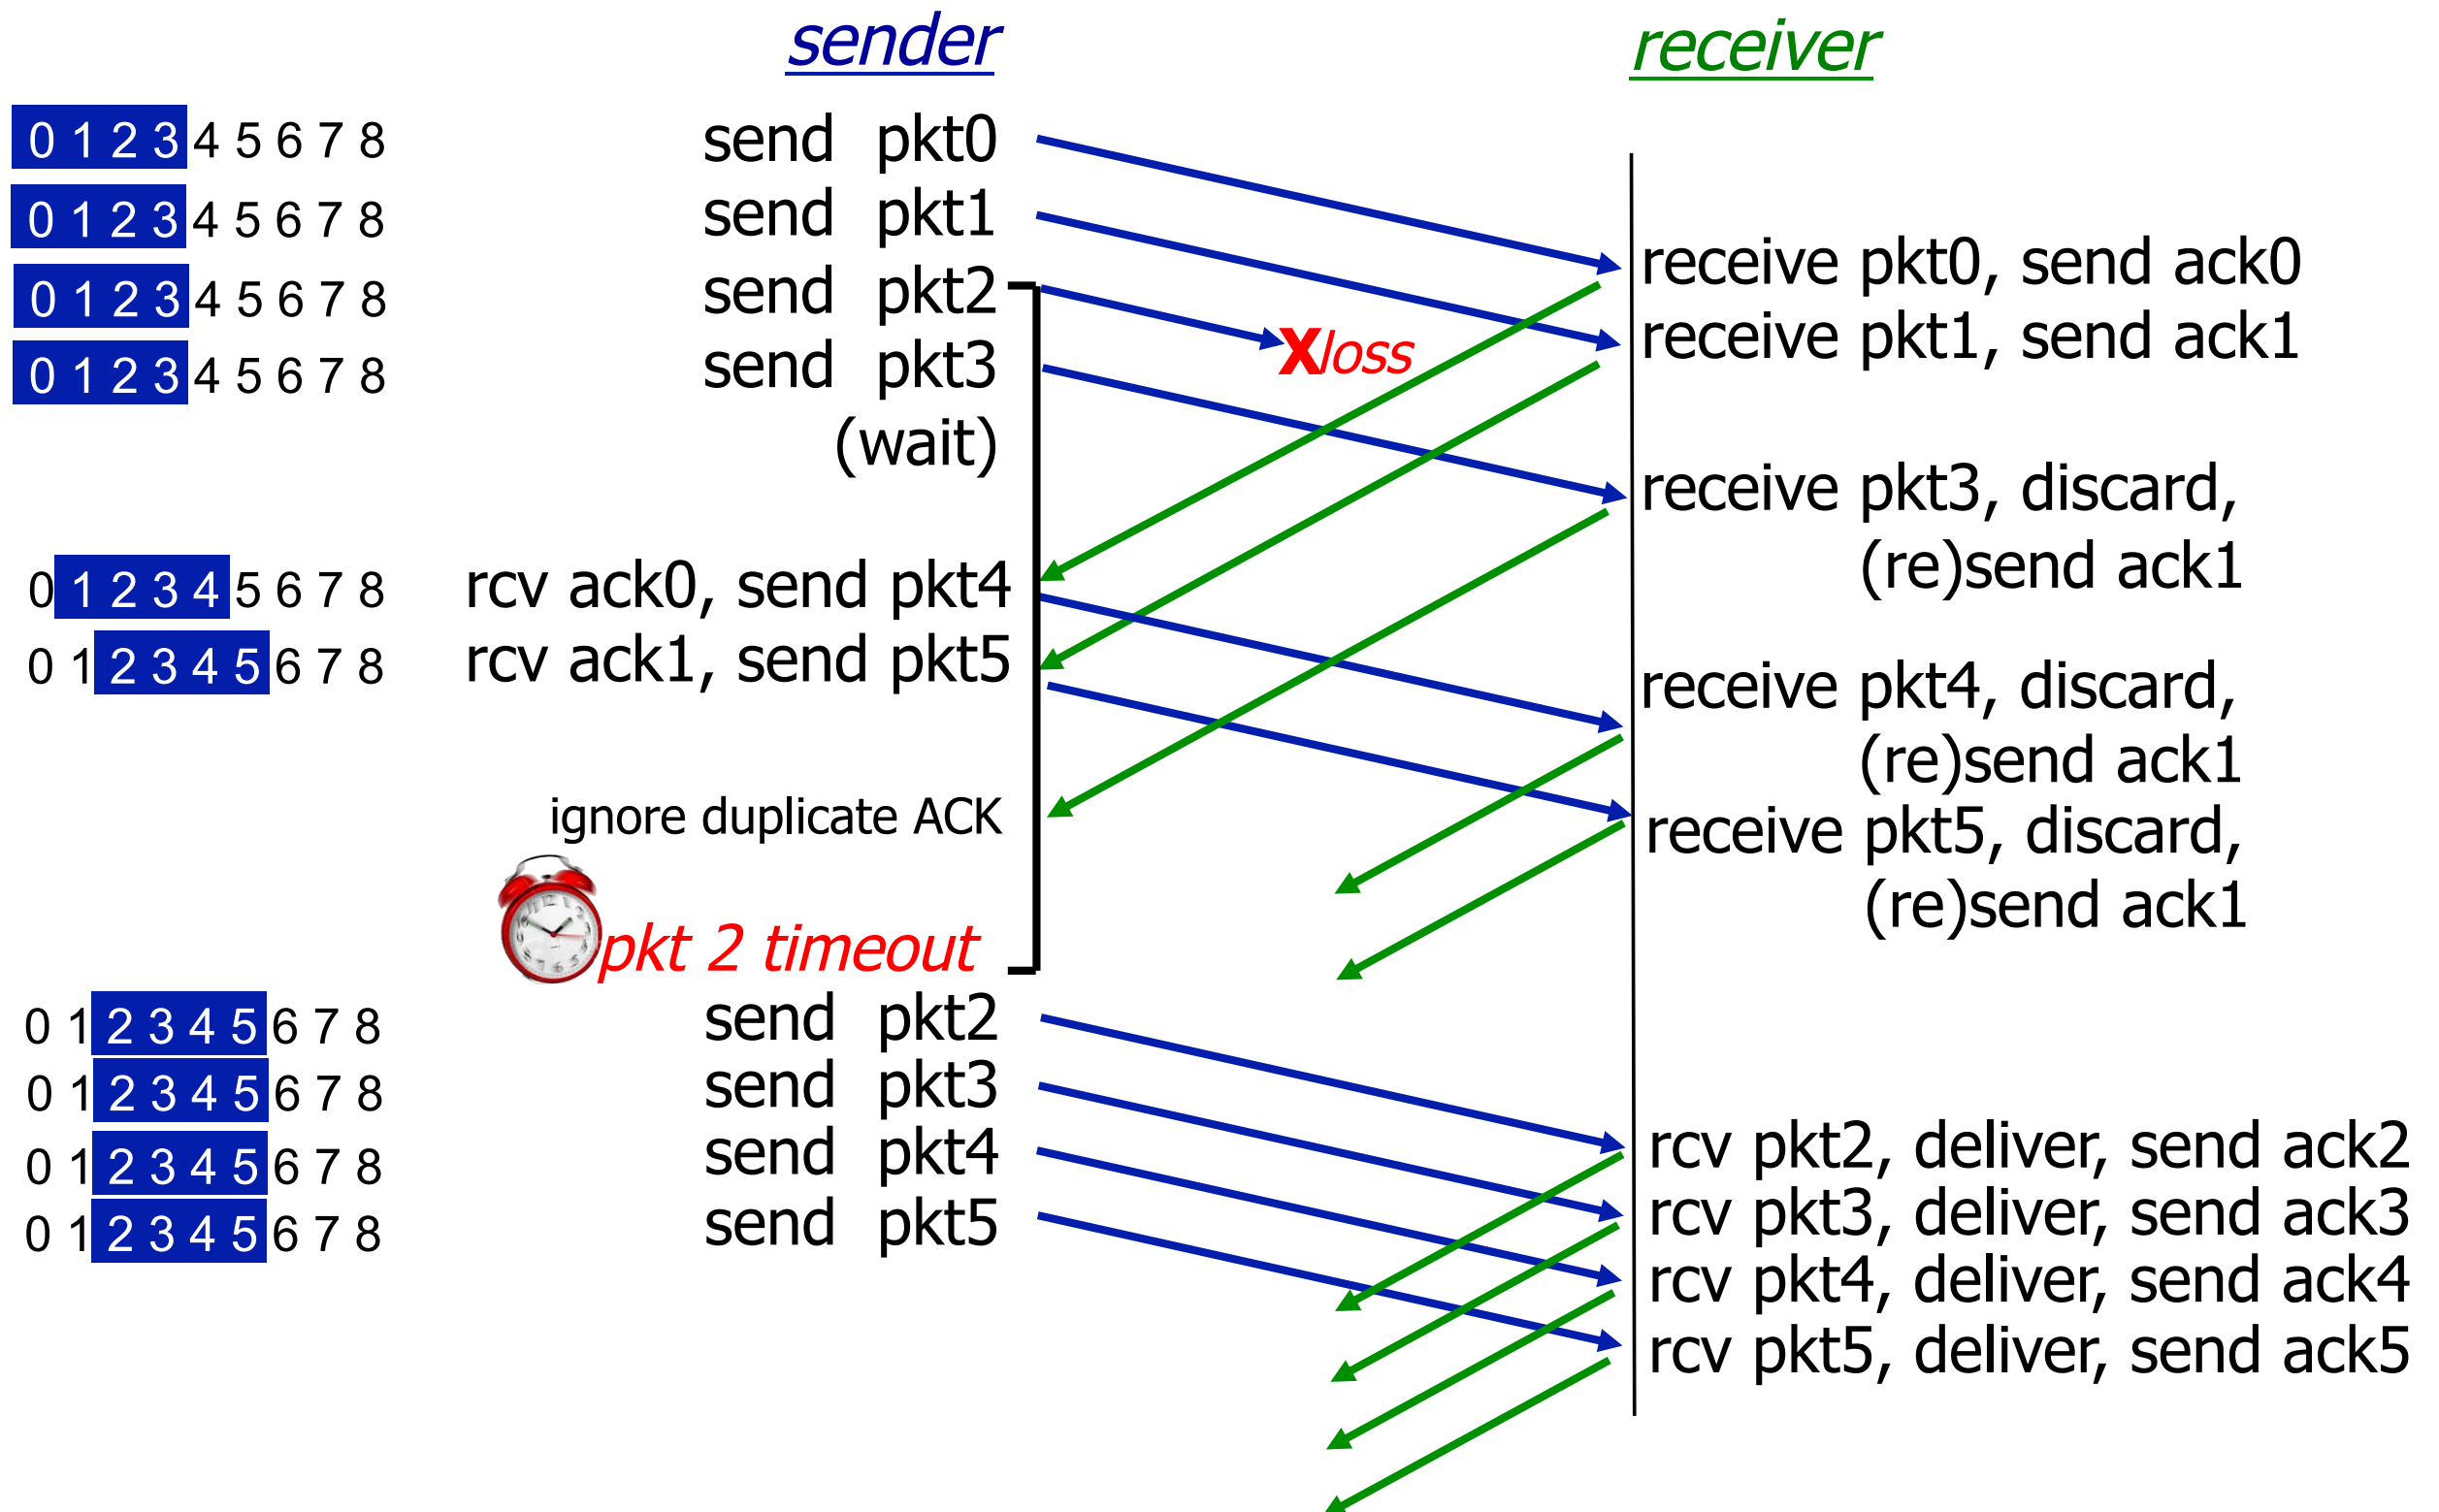 sender
receiver
0 1 2 3 4 5 6 7 8
send pkt0
0 1 2 3 4 5 6 7 8
send pkt1
receive pkt0, send ack0
0 1 2 3 4 5 6 7 8
send pkt2
receive pkt1, send ack1
X loss
0 1 2 3 4 5 6 7 8
send pkt3
(wait)
receive pkt3, discard,
(re)send ack1
0 1 2 3 4 5 6 7 8
rcv ack0, send pkt4
0 1 2 3 4 5 6 7 8
rcv ack1, send pkt5
receive pkt4, discard,
(re)send ack1
ignore duplicate ACK
receive pkt5, discard,
(re)send ack1
pkt 2 timeout
0 1 2 3 4 5 6 7 8
send pkt2
0 1 2 3 4 5 6 7 8
send pkt3
0 1 2 3 4 5 6 7 8
send pkt4
rcv pkt2, deliver, send ack2
0 1 2 3 4 5 6 7 8
send pkt5
rcv pkt3, deliver, send ack3
rcv pkt4, deliver, send ack4
rcv pkt5, deliver, send ack5